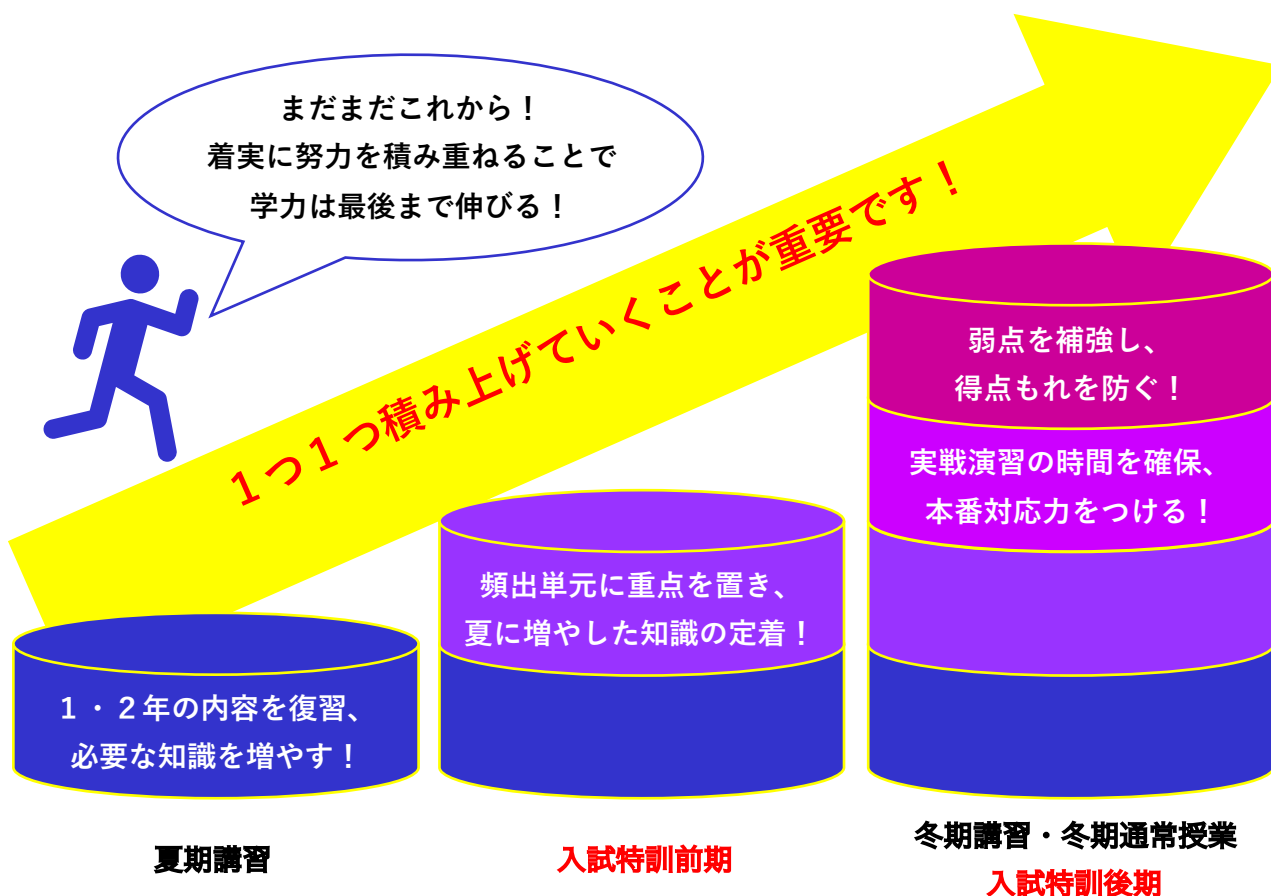 まだまだこれから！
着実に努力を積み重ねることで
学力は最後まで伸びる！
１つ１つ積み上げていくことが重要です！
弱点を補強し、
得点もれを防ぐ！
実戦演習の時間を確保、
本番対応力をつける！
頻出単元に重点を置き、
夏に増やした知識の定着！
１・２年の内容を復習、
必要な知識を増やす！
夏期講習
入試特訓前期
冬期講習・冬期通常授業
入試特訓後期